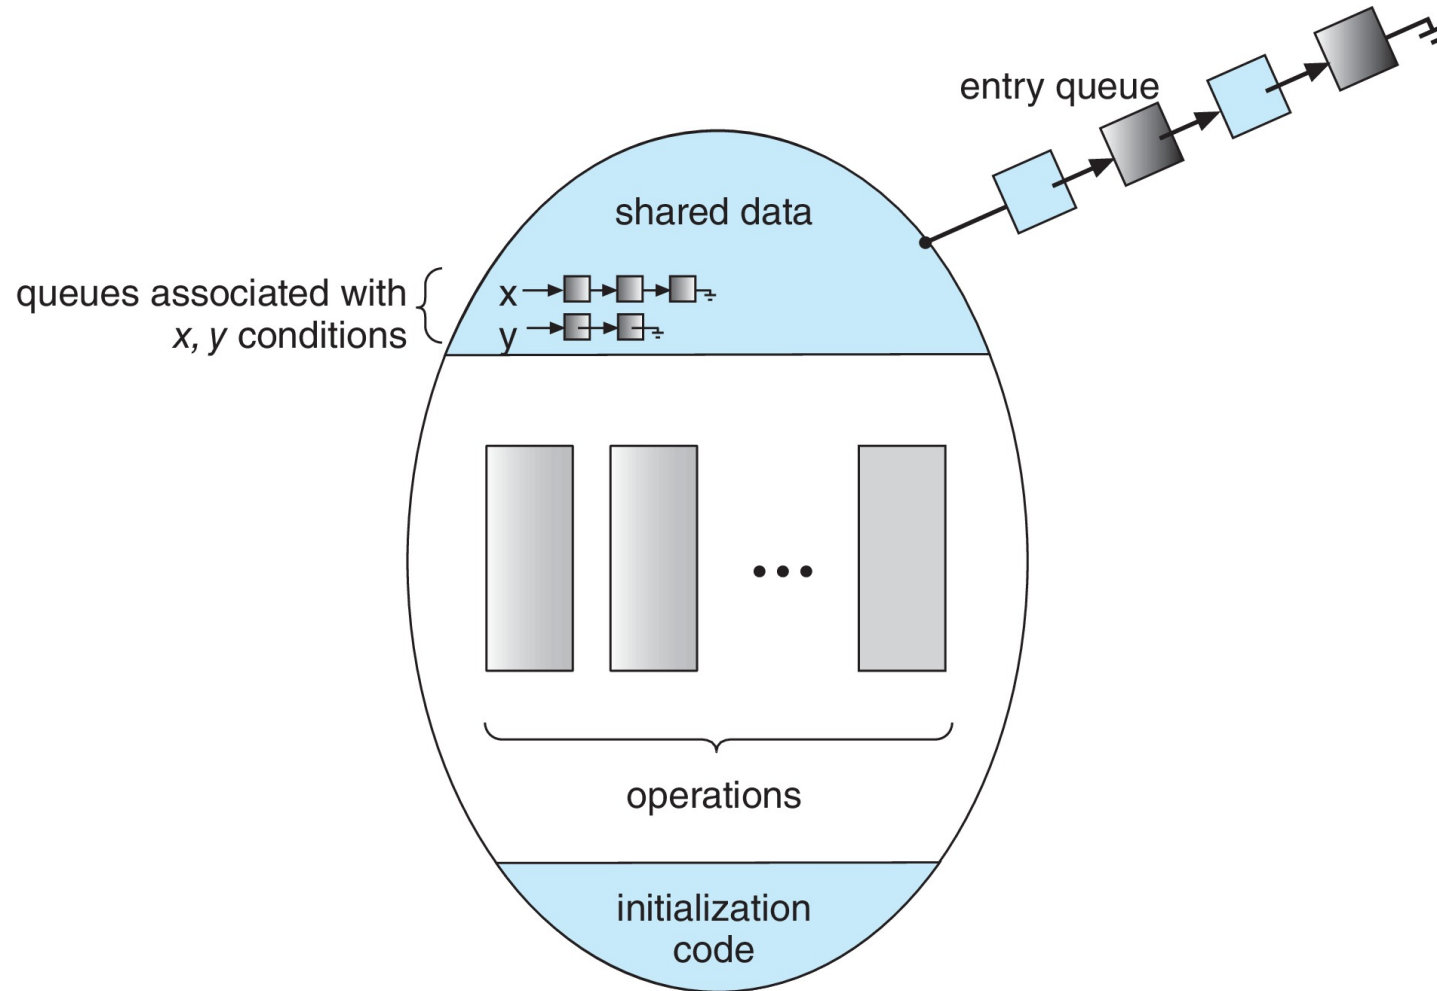 entry queue
shared data
queues associated with
x, y conditions
x
y
operations
initialization
code